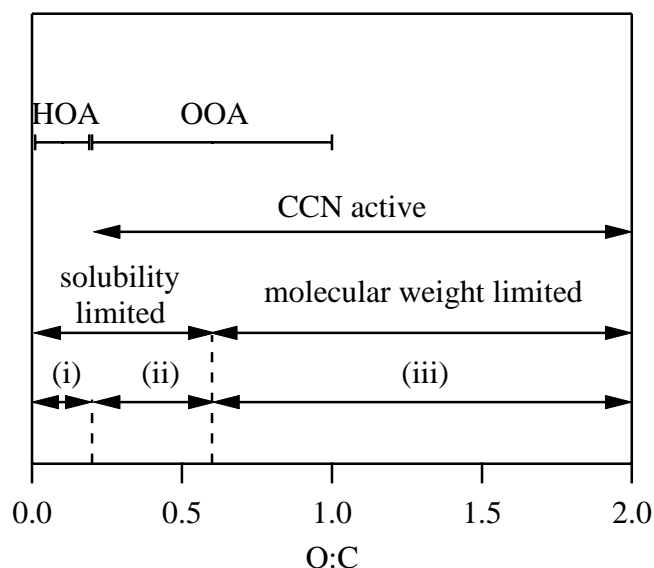 HOA OOA
CCN active
solubility
limited
molecular weight limited
(i) (ii) (iii)
0.0 0.5 1.0 1.5 2.0
O:C